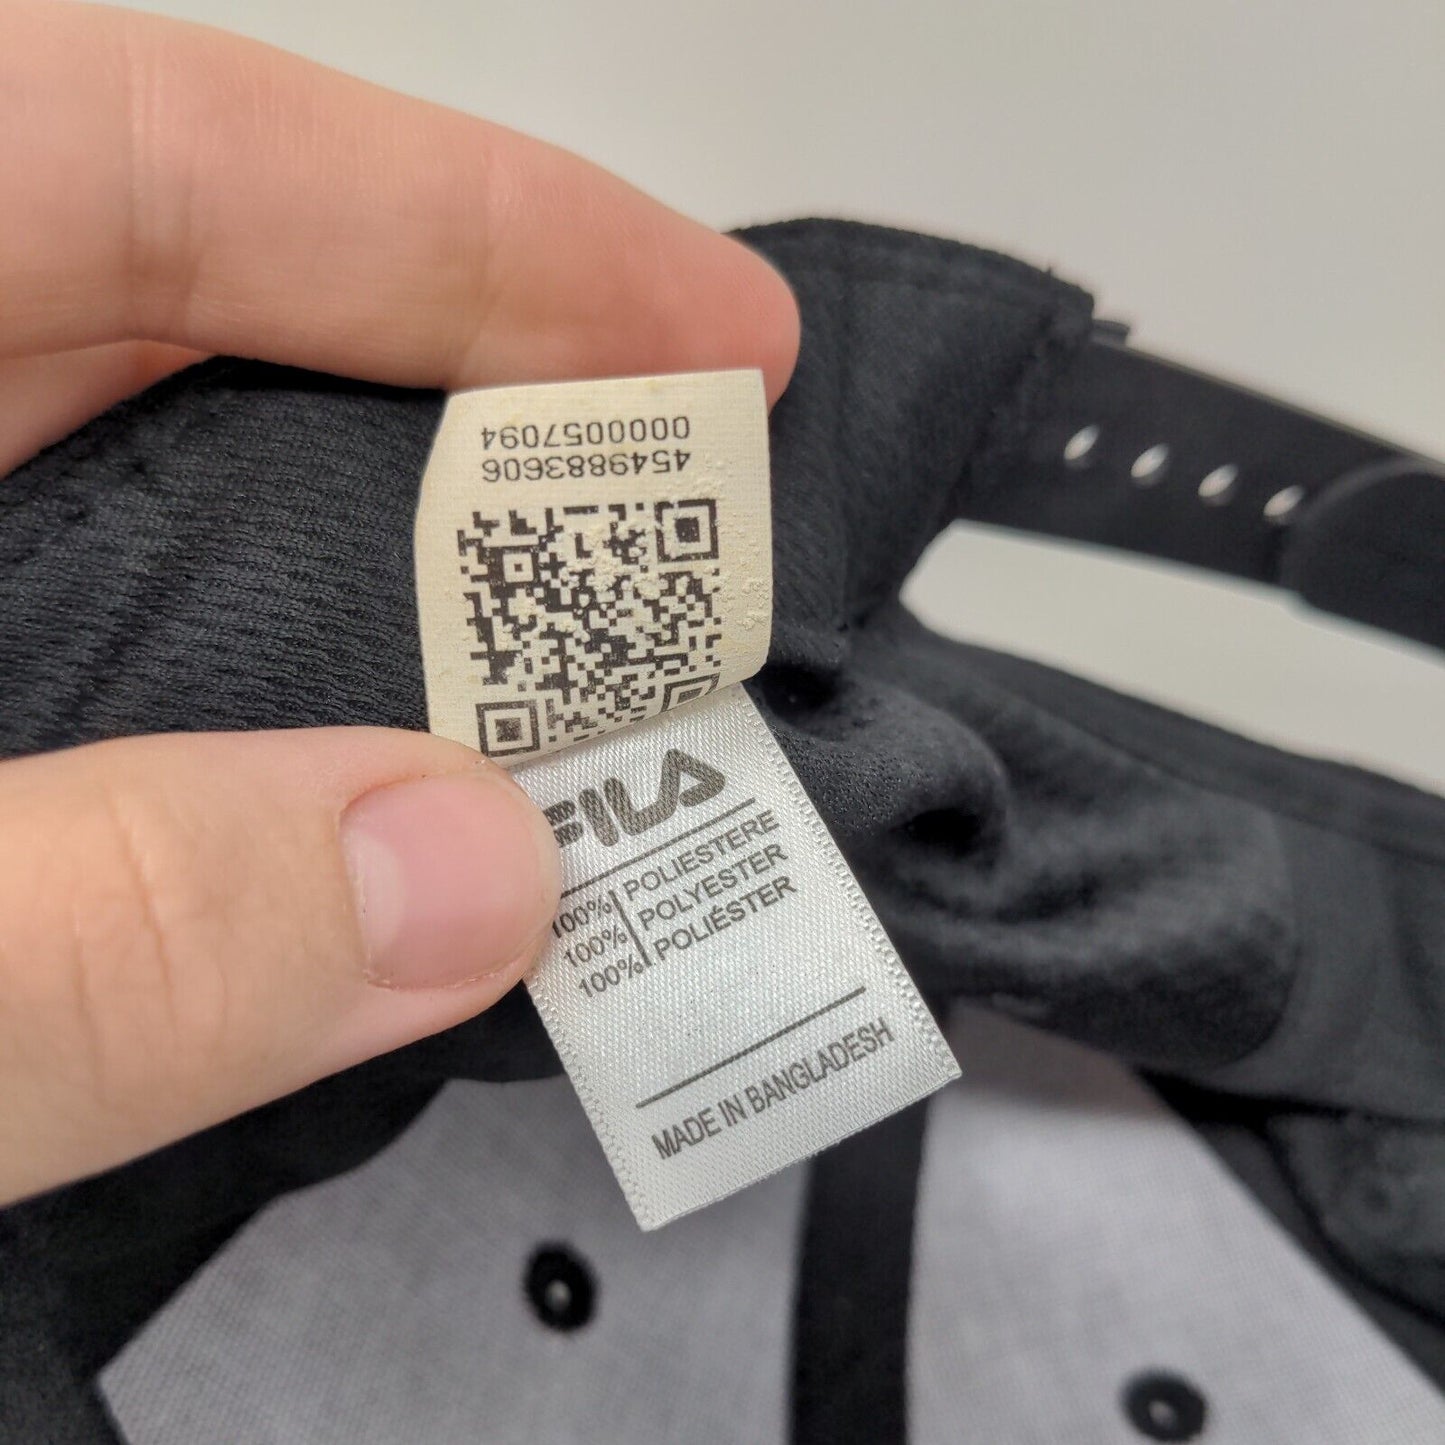 0000057094
4549883606
FILA
100% POLIESTERE
100% POLYESTER
100% POLIÉSTER
MADE IN BANGLADESH